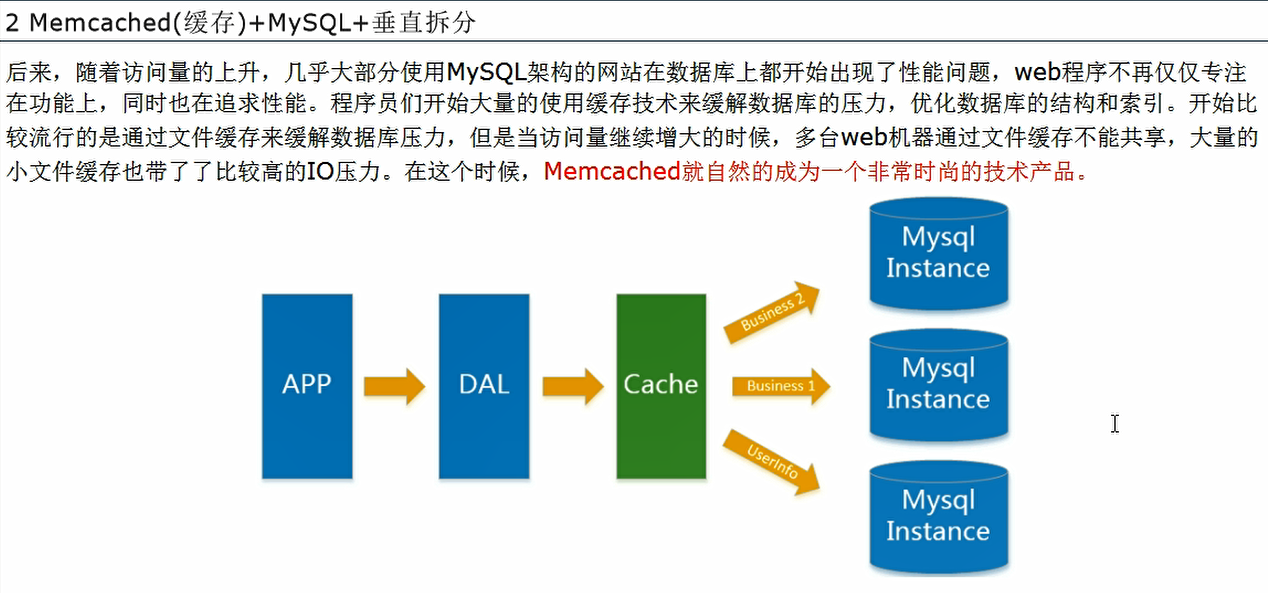 2 Memcached(缓存)+MySQL+垂直拆分
后来，随着访问量的上升，几乎大部分使用MySQL架构的网站在数据库上都开始出现了性能问题，web程序不再仅仅专注
在功能上，同时也在追求性能。程序员们开始大量的使用缓存技术来缓解数据库的压力，优化数据库的结构和索引。开始比
较流行的是通过文件缓存来缓解数据库压力，但是当访问量继续增大的时候，多台web机器通过文件缓存不能共享，大量的
小文件缓存也带了了比较高的IO压力。在这个时候，Memcached就自然的成为一个非常时尚的技术产品。
APP
DAL
Cache
Business 2
Business 1
UserInfo
Mysql
Instance
Mysql
Instance
Mysql
Instance